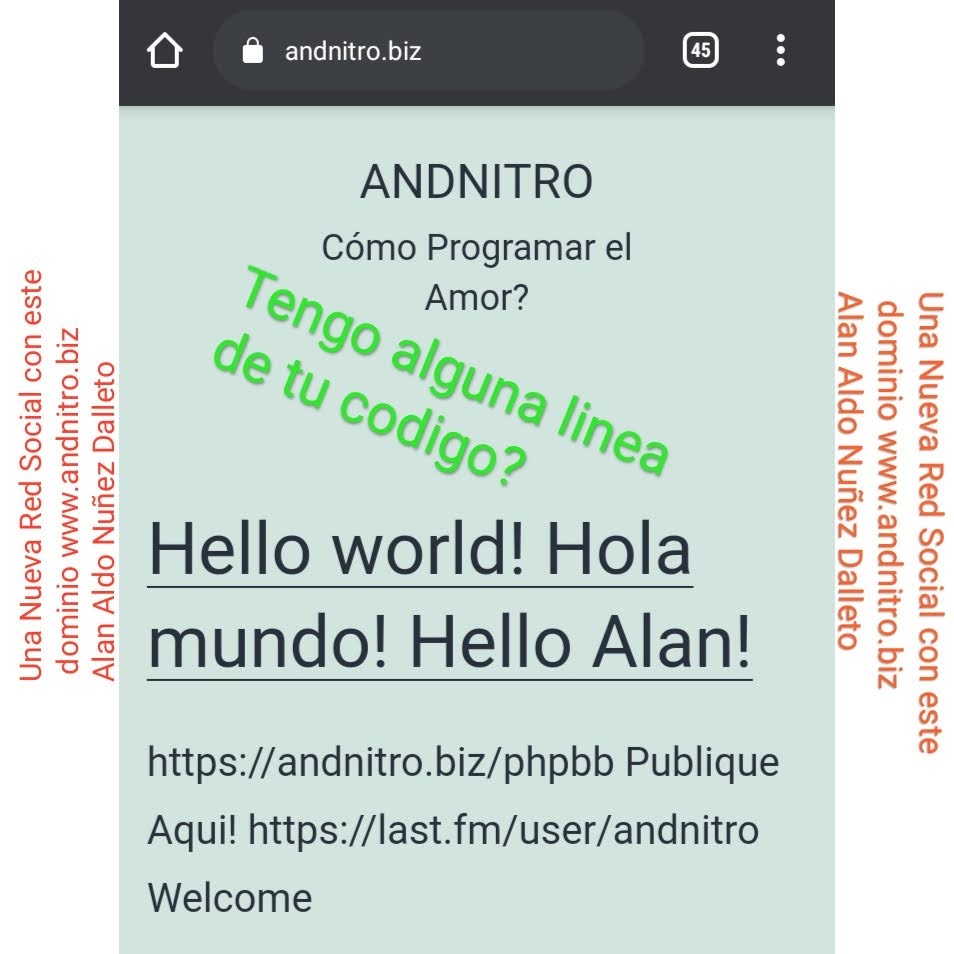 andnitro.biz
45
ANDNITRO
Cómo Programar el
Amor?
Tengo alguna linea
de tu codigo?
Hello world! Hola
mundo! Hello Alan!
https://andnitro.biz/phpbb Publique
Aqui! https://last.fm/user/andnitro
Welcome
Una Nueva Red Social con este
dominio www.andnitro.biz
Alan Aldo Nuñez Dalleto
Una Nueva Red Social con este
dominio www.andnitro.biz
Alan Aldo Nuñez Dalleto